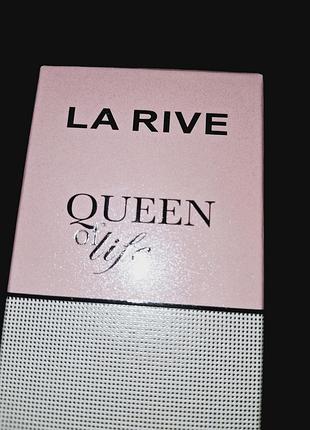 LA RIVE
QUEEN
of life